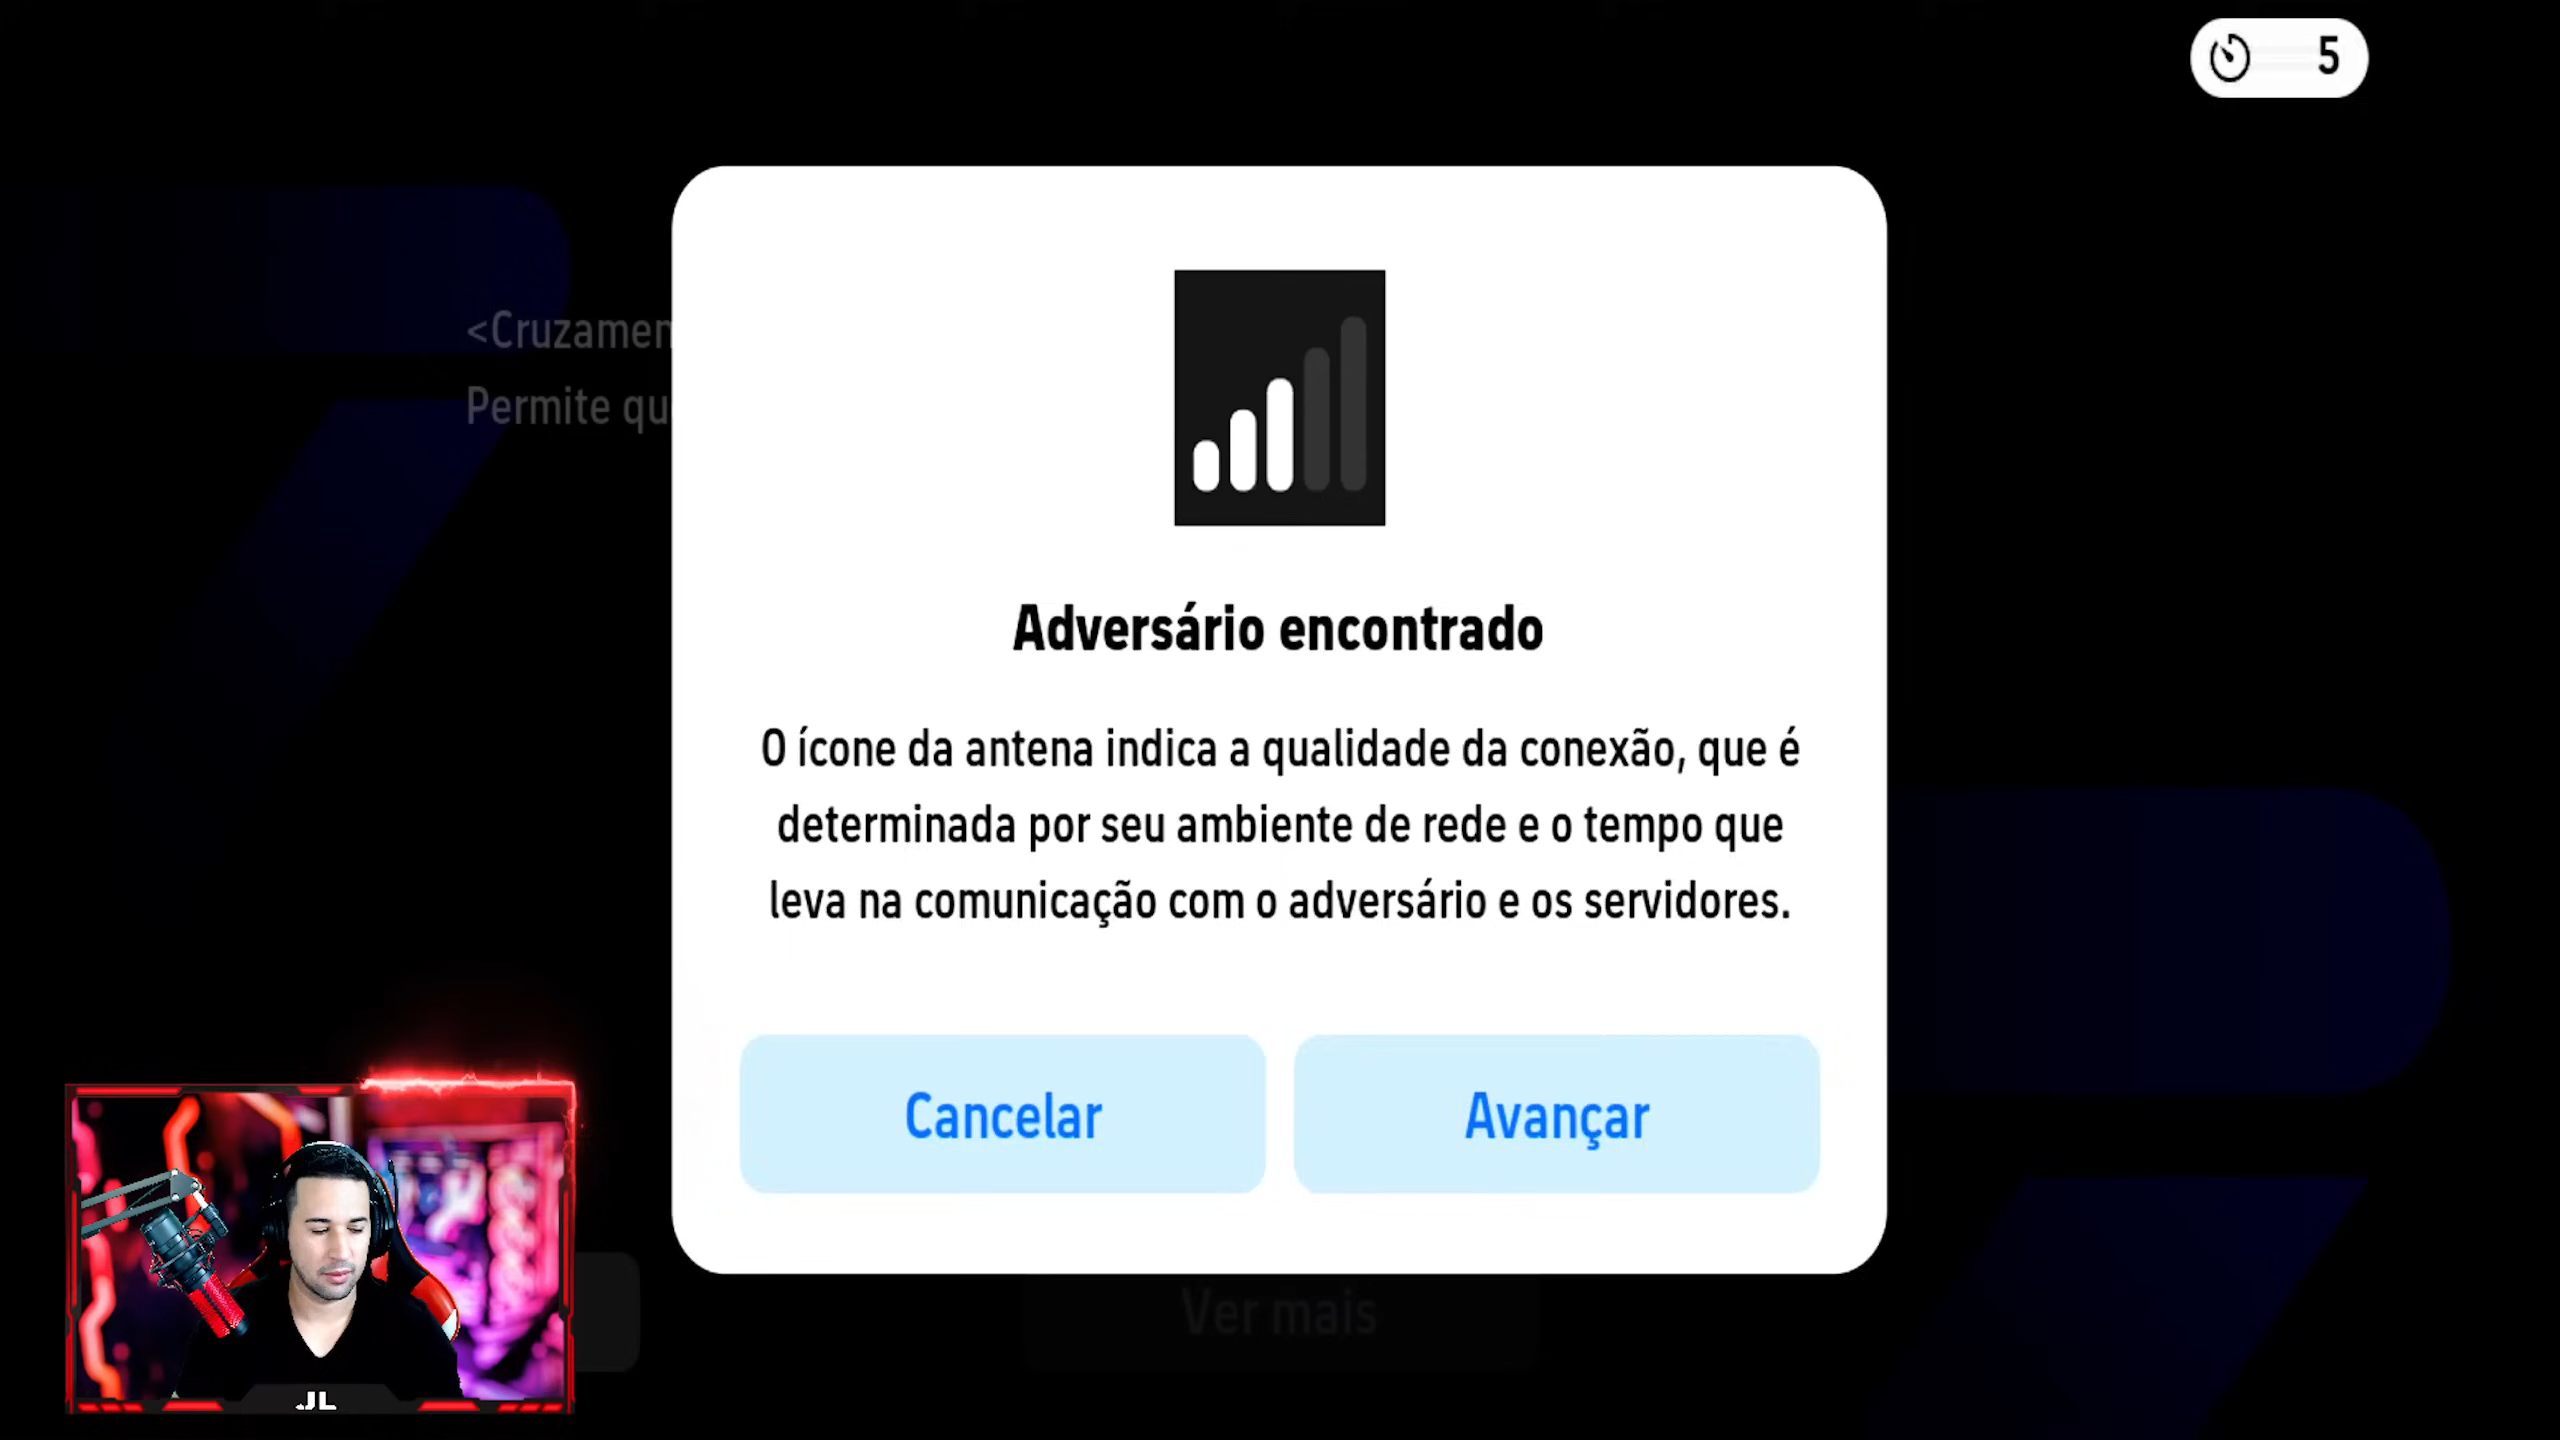 5
<Cruzamen
Permite qu
Adversário encontrado
O ícone da antena indica a qualidade da conexão, que é
determinada por seu ambiente de rede e o tempo que
leva na comunicação com o adversário e os servidores.
Cancelar
Avançar
Ver mais
JL